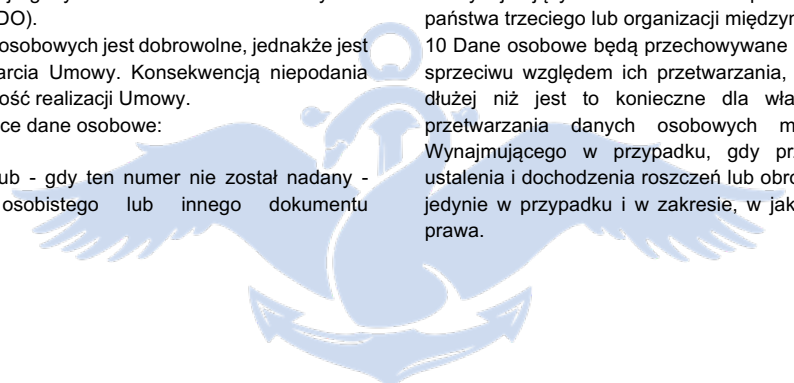 DO).
osobowych jest dobrowolne, jednakże jest
arcia Umowy. Konsekwencją niepodania
ość realizacji Umowy.
ce dane osobowe:
ub - gdy ten numer nie został nadany -
osobistego lub innego dokumentu
państwa trzeciego lub organizacji międzyn
10 Dane osobowe będą przechowywane
sprzeciwu względem ich przetwarzania,
dłużej niż jest to konieczne dla wła
przetwarzania danych osobowych m
Wynajmującego w przypadku, gdy prz
ustalenia i dochodzenia roszczeń lub obro
jedynie w przypadku i w zakresie, w jak
prawa.